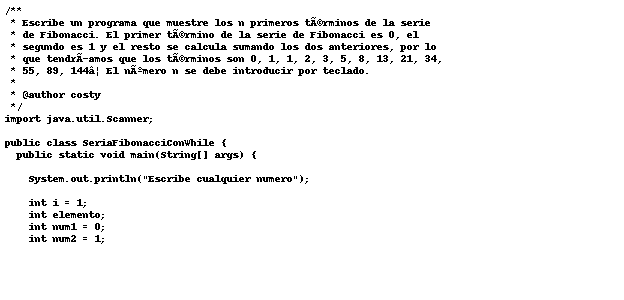 /**
 * Escribe un programa que muestre los n primeros tÃ©rminos de la serie
 * de Fibonacci. El primer tÃ©rmino de la serie de Fibonacci es 0, el
 * segundo es 1 y el resto se calcula sumando los dos anteriores, por lo
 * que tendrÃ­amos que los tÃ©rminos son 0, 1, 1, 2, 3, 5, 8, 13, 21, 34,
 * 55, 89, 144â¦ El nÃºmero n se debe introducir por teclado.
 *
 * @author costy
 */
import java.util.Scanner;
public class SeriaFibonacciConWhile {
  public static void main(String[] args) {
    System.out.println("Escribe cualquier numero");
    int i = 1;
    int elemento;
    int num1 = 0;
    int num2 = 1;